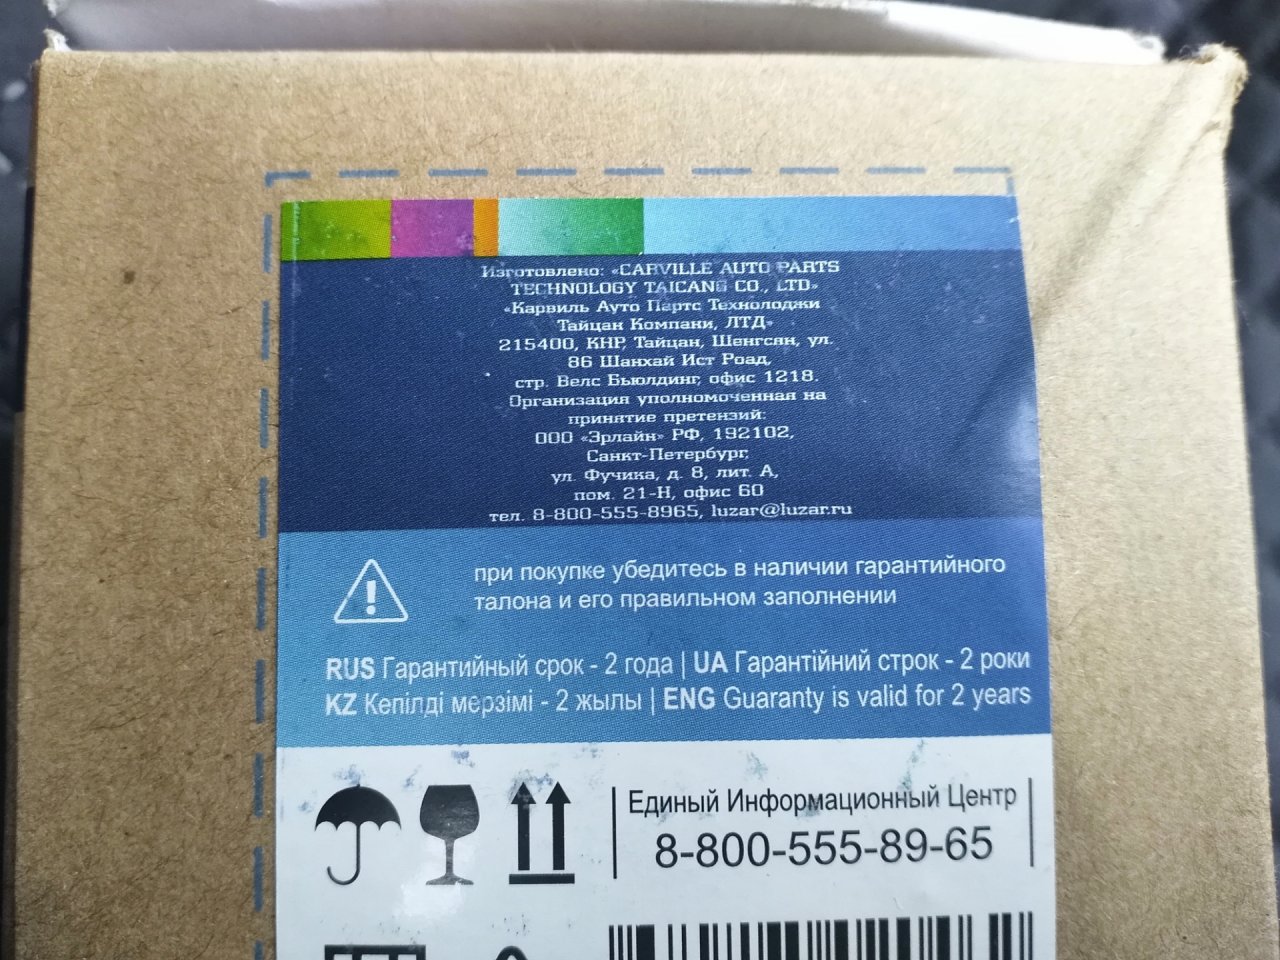 Изготовлено: «CARVILLE AUTO PARTS
TECHNOLOGY TAICANG CO., LTD»
«Карвиль Ауто Партс Технолоджи
Тайцан Компани, ЛТД»
215400, КНР, Тайцан, Шенгсян, ул.
86 Шанхай Ист Роад,
стр. Велс Бьюлдинг, офис 1218.
Организация уполномоченная на
принятие претензий:
ООО «Эрлайн» РФ, 192102,
Санкт-Петербург,
ул. Фучика, д. 8, лит. А,
пом. 21-Н, офис 60
тел. 8-800-555-8965, luzar@luzar.ru
при покупке убедитесь в наличии гарантийного
талона и его правильном заполнении
RUS Гарантийный срок - 2 года | UA Гарантійний строк - 2 роки
KZ Кепілді мерзімі - 2 жылы | ENG Guaranty is valid for 2 years
Единый Информационный Центр
8-800-555-89-65